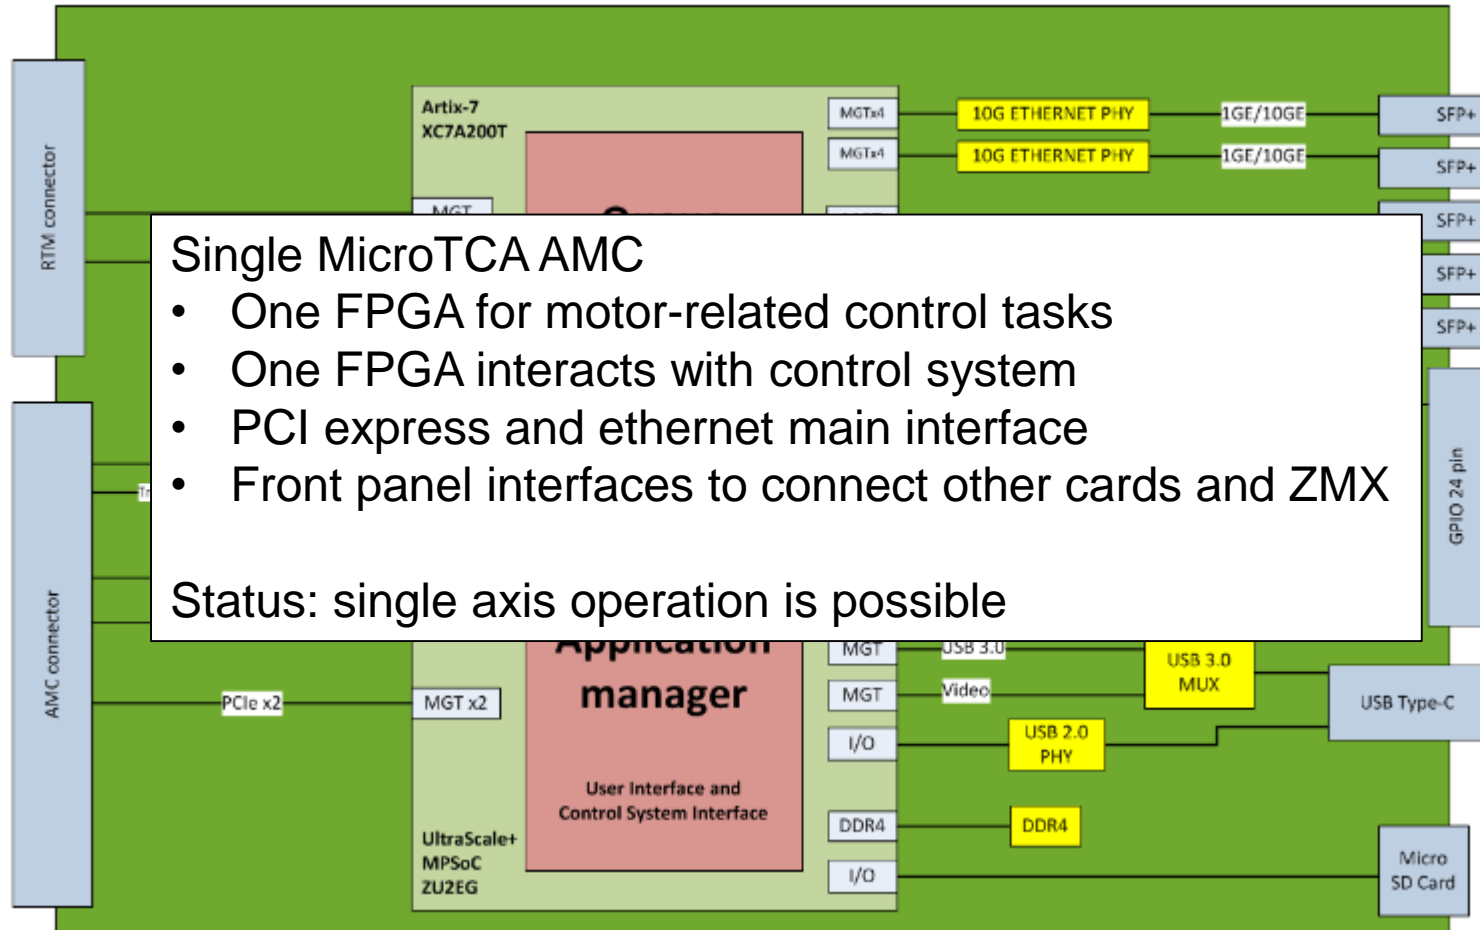 Artix-7
XC7A200T
MGTx4
10G ETHERNET PHY
1GE/10GE
SFP+
MGTx4
10G ETHERNET PHY
1GE/10GE
SFP+
RTM connector
MGT
SFP+
SFP+
SFP+
Single MicroTCA AMC
• One FPGA for motor-related control tasks
• One FPGA interacts with control system
• PCI express and ethernet main interface
• Front panel interfaces to connect other cards and ZMX
Status: single axis operation is possible
GPIO 24 pin
AMC connector
Application
manager
User Interface and
Control System Interface
MGT
USB 3.0
USB 3.0
MUX
MGT
Video
USB Type-C
PCIe x2
MGT x2
I/O
USB 2.0
PHY
DDR4
DDR4
UltraScale+
MPSoC
ZU2EG
I/O
Micro
SD Card